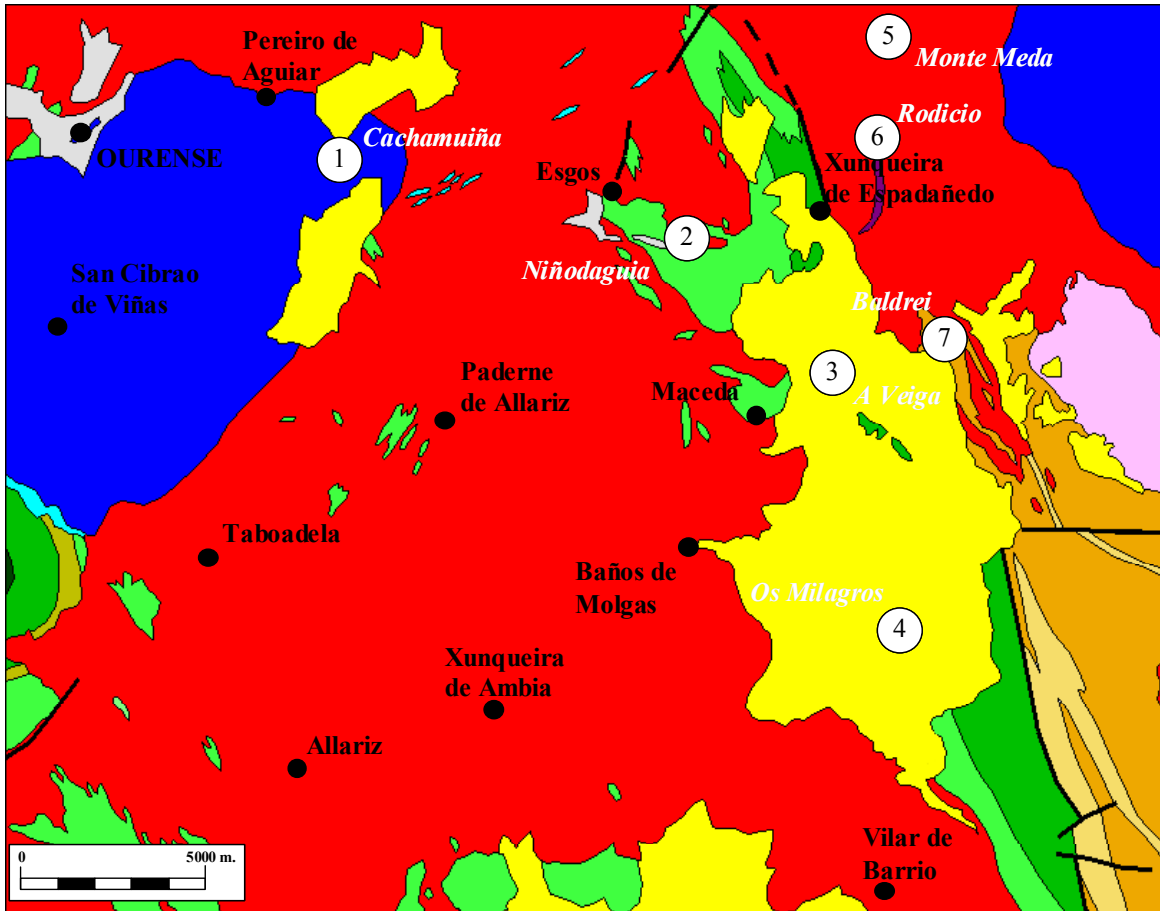 5
Pereiro de
Aguiar
Monte Meda
Rodicio
6
Cachamuiña
OURENSE
1
Xunqueira
de Espadañedo
Esgos
2
Niñodaguia
San Cibrao
de Viñas
Baldrei
7
Paderne
de Allariz
3
Maceda
A Veiga
Taboadela
Baños de
Molgas
Os Milagros
4
Xunqueira
de Ambia
Allariz
Vilar de
Barrio
0 5000 m.